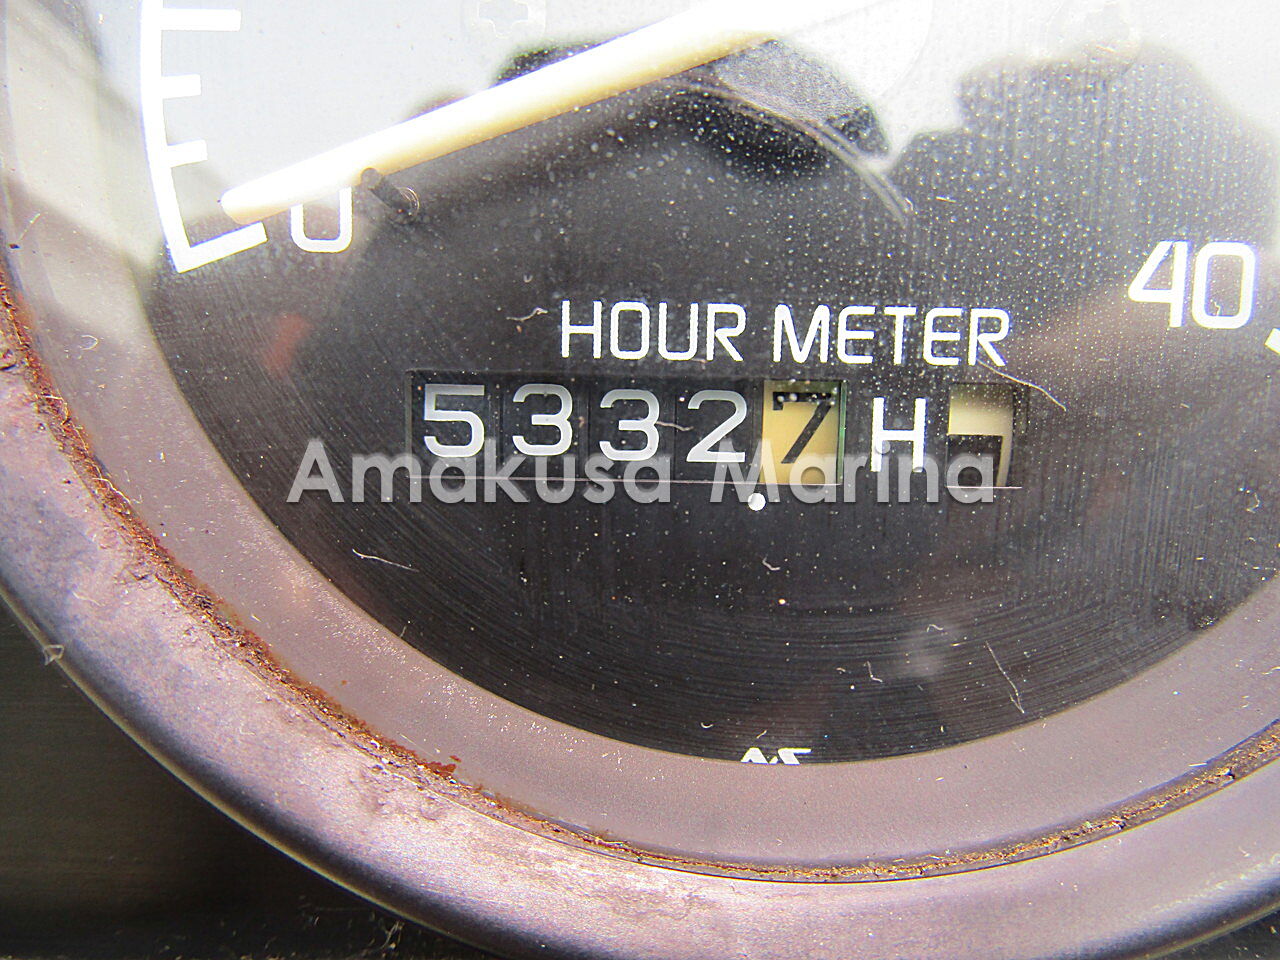 0
40
HOUR METER
53327 H
Amakusa Marina